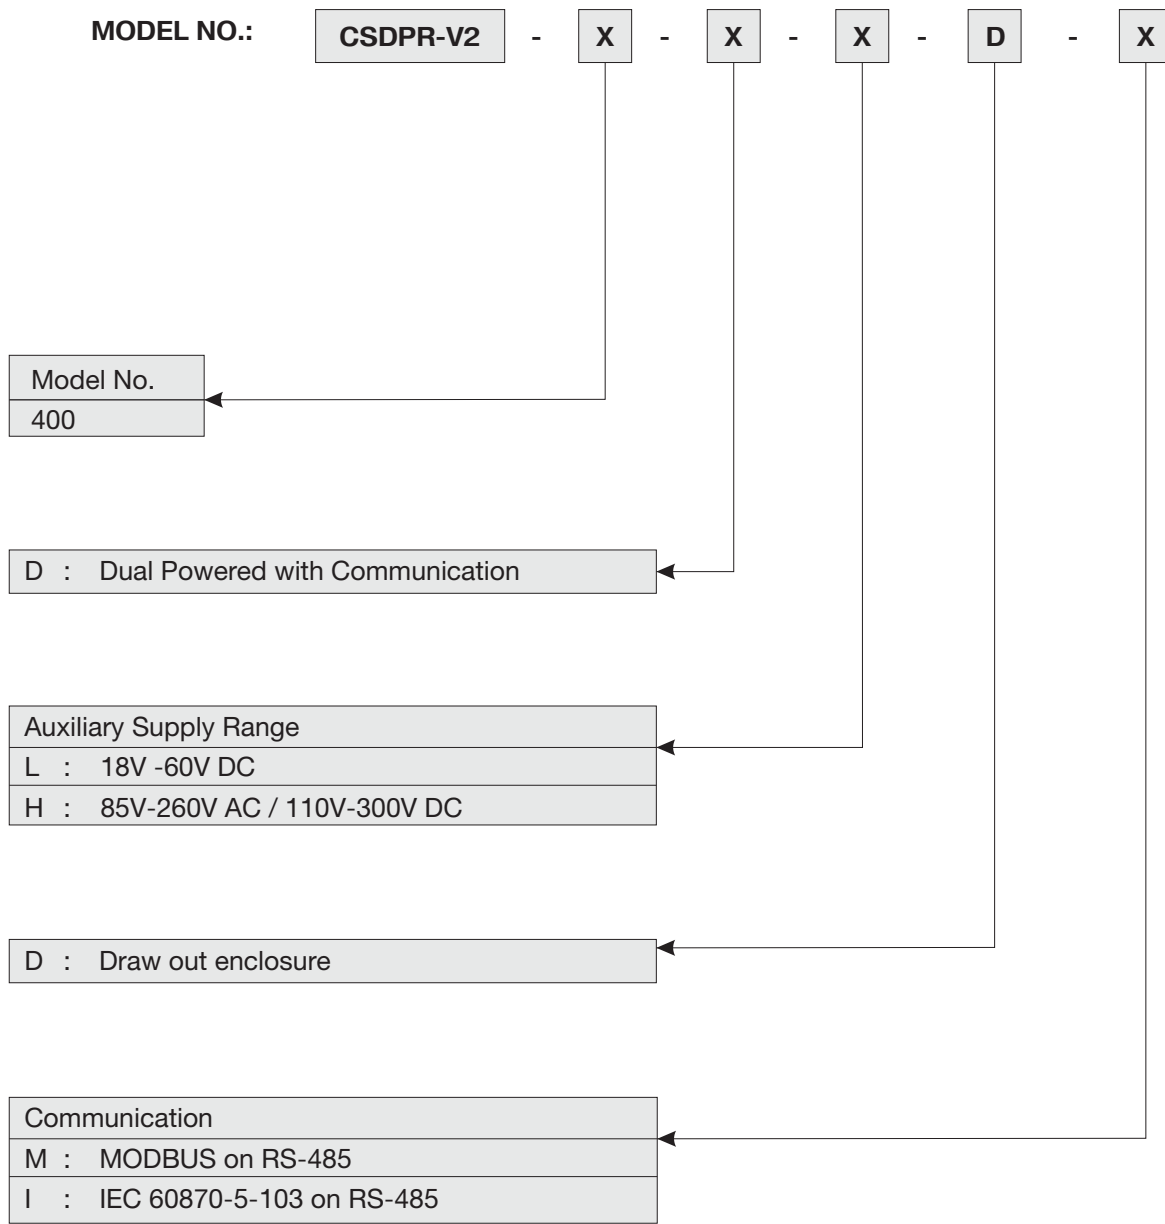 MODEL NO.: CSDPR-V2 - X - X - X - D - X
Model No.
400
D : Dual Powered with Communication
Auxiliary Supply Range
L : 18V -60V DC
H : 85V-260V AC / 110V-300V DC
D : Draw out enclosure
Communication
M : MODBUS on RS-485
I : IEC 60870-5-103 on RS-485